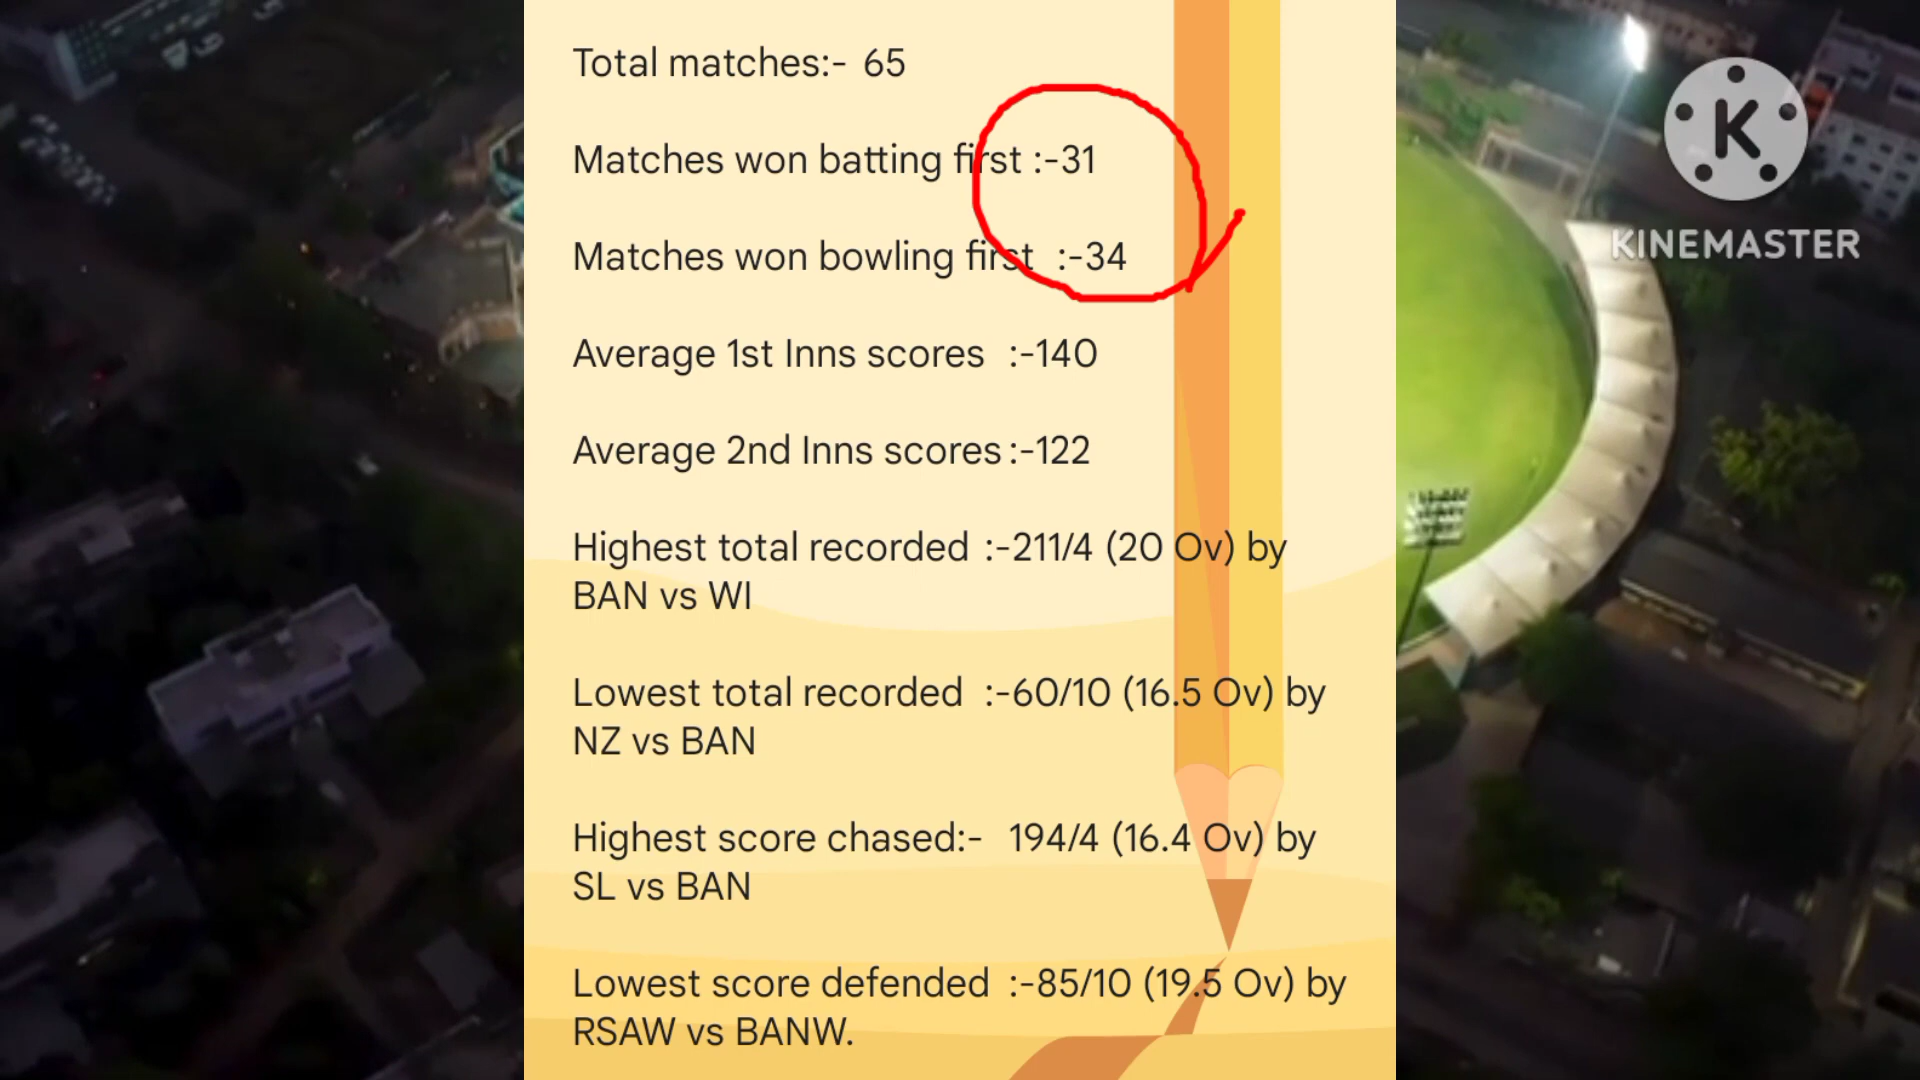 Total matches:- 65
Matches won batting first :-31
Matches won bowling first :-34
Average 1st Inns scores :-140
Average 2nd Inns scores :-122
Highest total recorded :-211/4 (20 Ov) by
BAN vs WI
Lowest total recorded :-60/10 (16.5 Ov) by
NZ vs BAN
Highest score chased:- 194/4 (16.4 Ov) by
SL vs BAN
Lowest score defended :-85/10 (19.5 Ov) by
RSAW vs BANW.
K
KINEMASTER